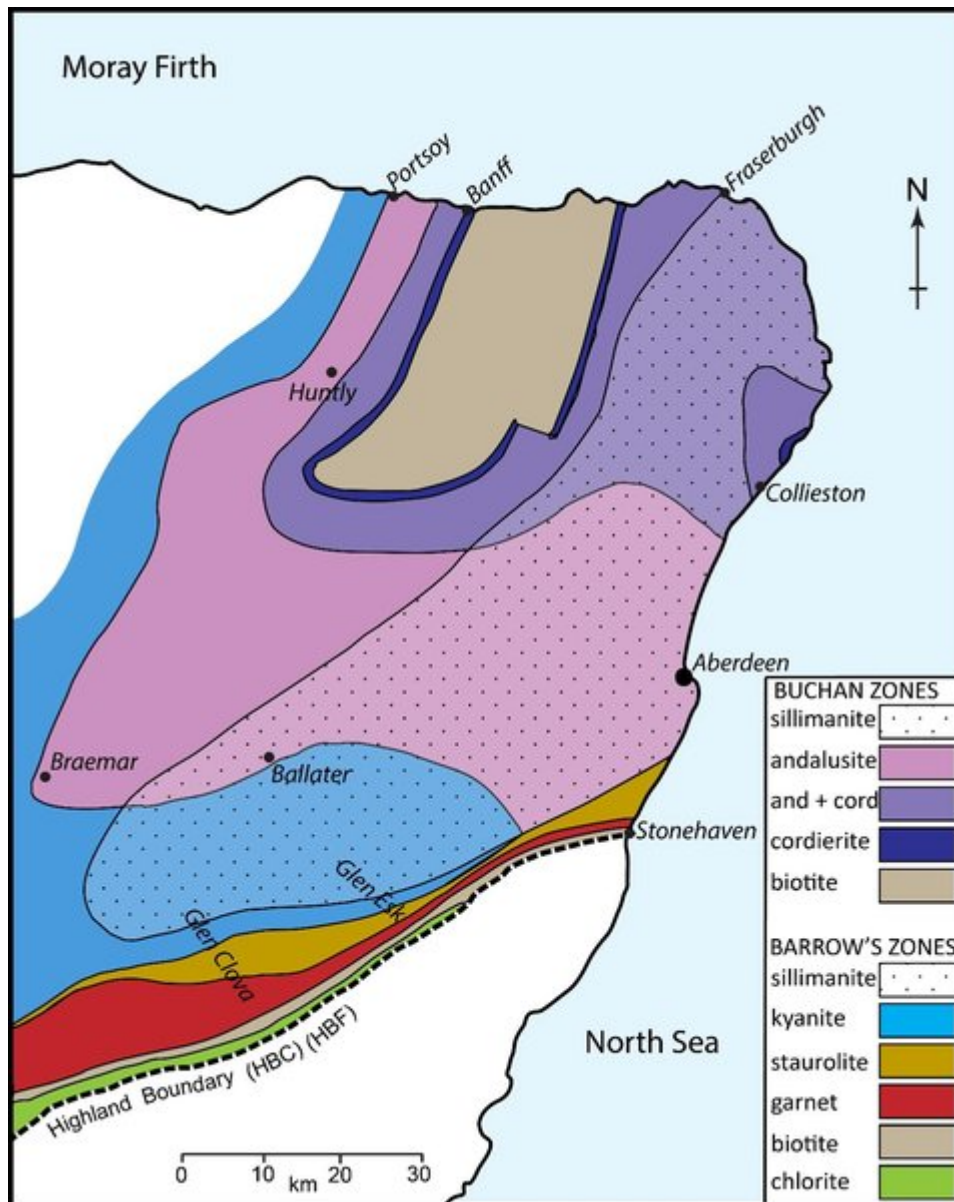 Moray Firth
Portsoy
Banff
Fraserburgh
N
Huntly
Collieston
Aberdeen
Braemar
Ballater
Stonehaven
Glen Esk
Glen Clova
Highland Boundary (HBC) (HBF)
North Sea
0 10 20 30
km
BUCHAN ZONES
sillimanite
andalusite
and + cord
cordierite
biotite
BARROW'S ZONES
sillimanite
kyanite
staurolite
garnet
biotite
chlorite